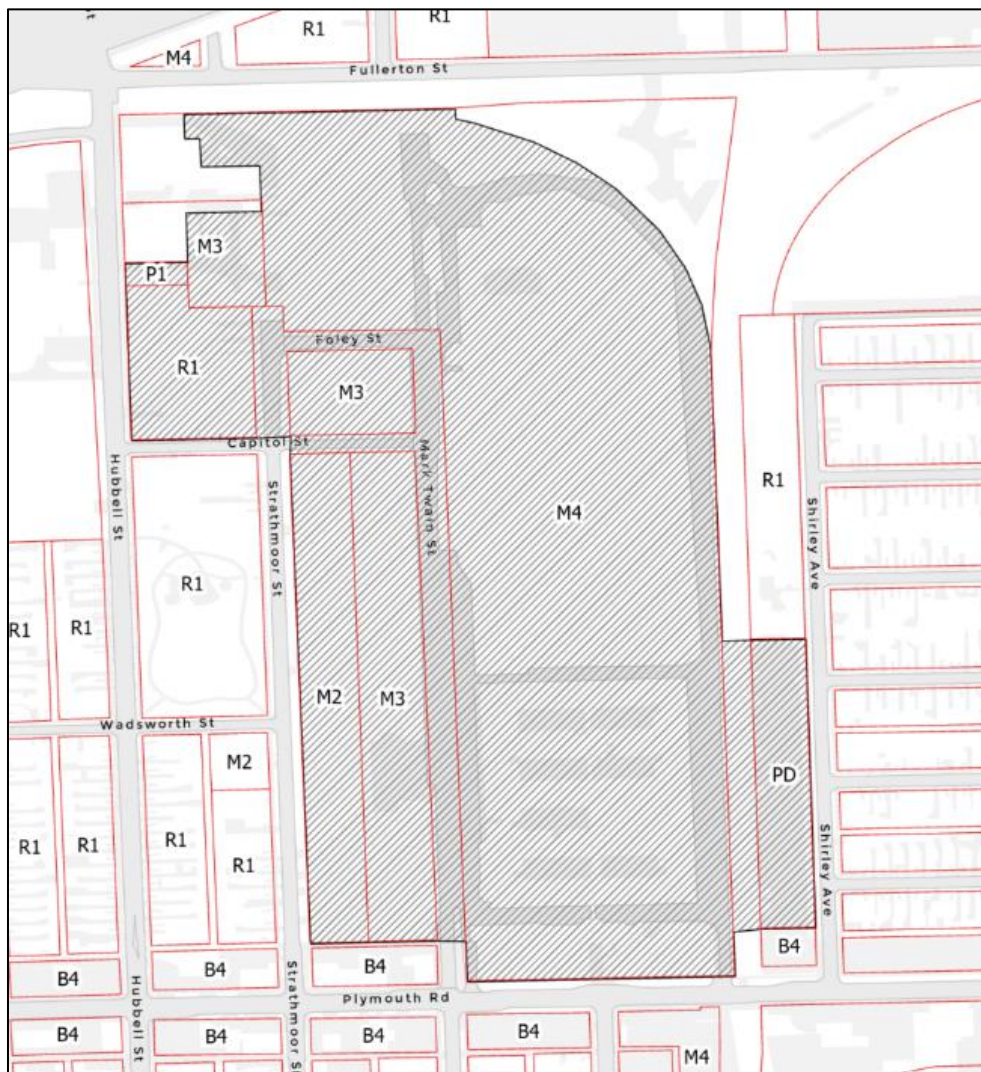 R1
R1
M4
Fullerton St
M3
P1
Foley St
R1
M3
Capitol St
Hubbell St
Strathmoor St
Mark Twain St
M4
R1
Shirley Ave
R1
R1
R1
M2
M3
Wadsworth St
M2
PD
R1
R1
R1
R1
Shirley Ave
B4
B4
B4
B4
Hubbell St
Strathmoor St
Plymouth Rd
B4
B4
B4
B4
M4